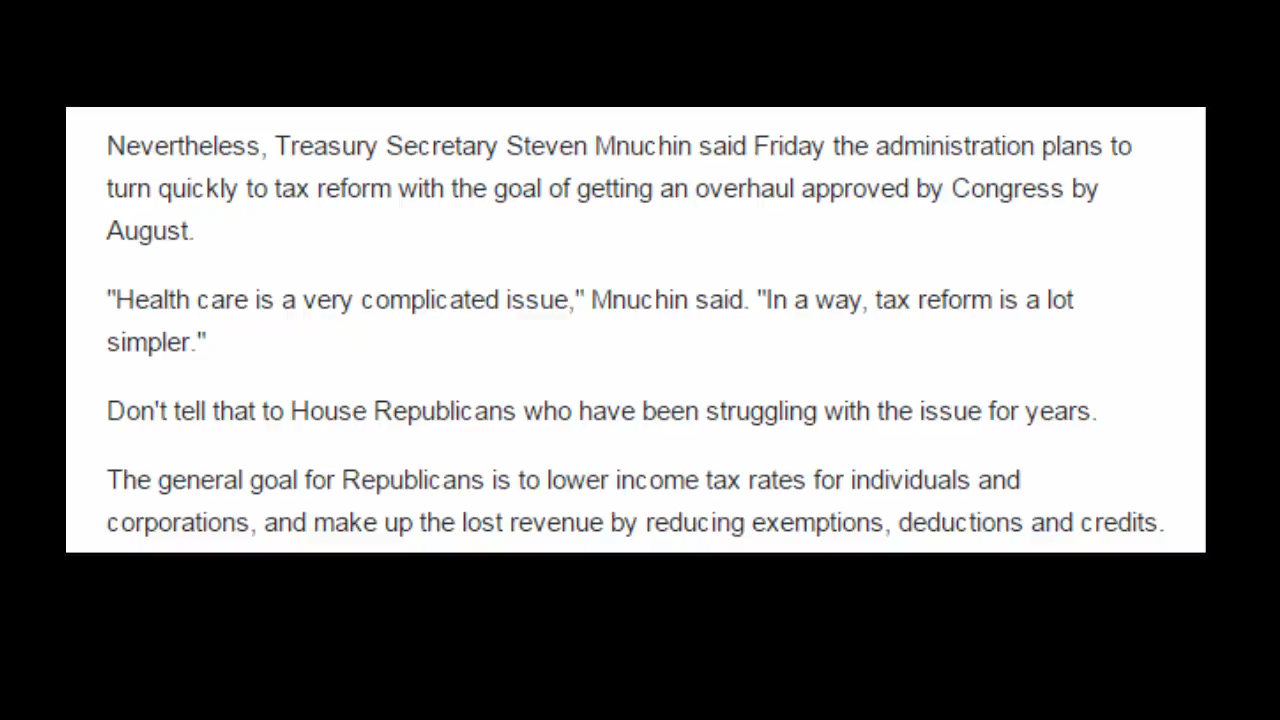 Nevertheless, Treasury Secretary Steven Mnuchin said Friday the administration plans to
turn quickly to tax reform with the goal of getting an overhaul approved by Congress by
August.
"Health care is a very complicated issue," Mnuchin said. "In a way, tax reform is a lot
simpler."
Don't tell that to House Republicans who have been struggling with the issue for years.
The general goal for Republicans is to lower income tax rates for individuals and
corporations, and make up the lost revenue by reducing exemptions, deductions and credits.